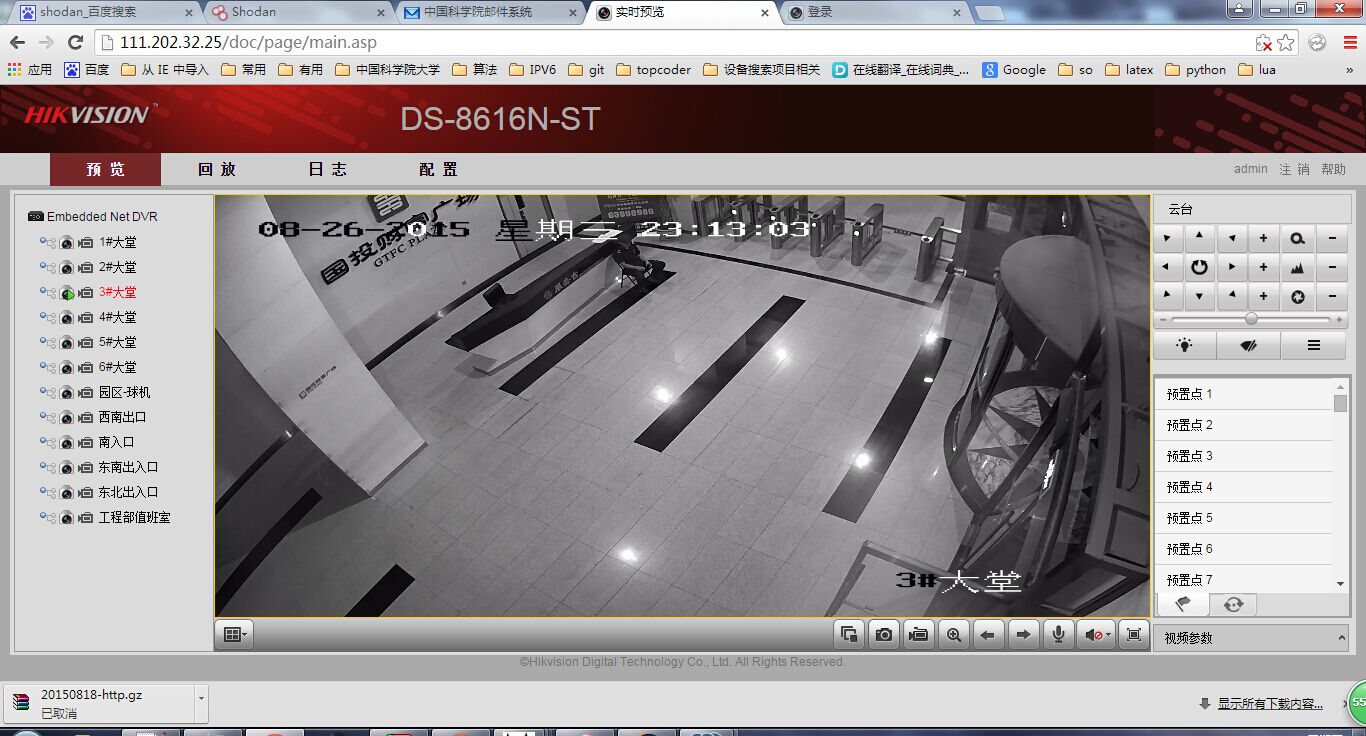 shodan_百度搜索
Shodan
中国科学院邮件系统
实时预览
登录
111.202.32.25/doc/page/main.asp
应用 百度 从 IE 中导入 常用 有用 中国科学院大学 算法 IPV6 git topcoder 设备搜索项目相关 在线翻译_在线词典_... Google so latex python lua »
HIKVISION™
DS-8616N-ST
预览 回放 日志 配置
admin 注销 帮助
Embedded Net DVR
1#大堂
2#大堂
3#大堂
4#大堂
5#大堂
6#大堂
园区-球机
西南出口
南入口
东南出入口
东北出入口
工程部值班室
08-26-2015 星期三 23:13:03
国投财富广场
GTFC PLAZA
3#大堂
云台
预置点 1
预置点 2
预置点 3
预置点 4
预置点 5
预置点 6
预置点 7
视频参数
©Hikvision Digital Technology Co., Ltd. All Rights Reserved.
20150818-http.gz
已取消
显示所有下载内容...
55